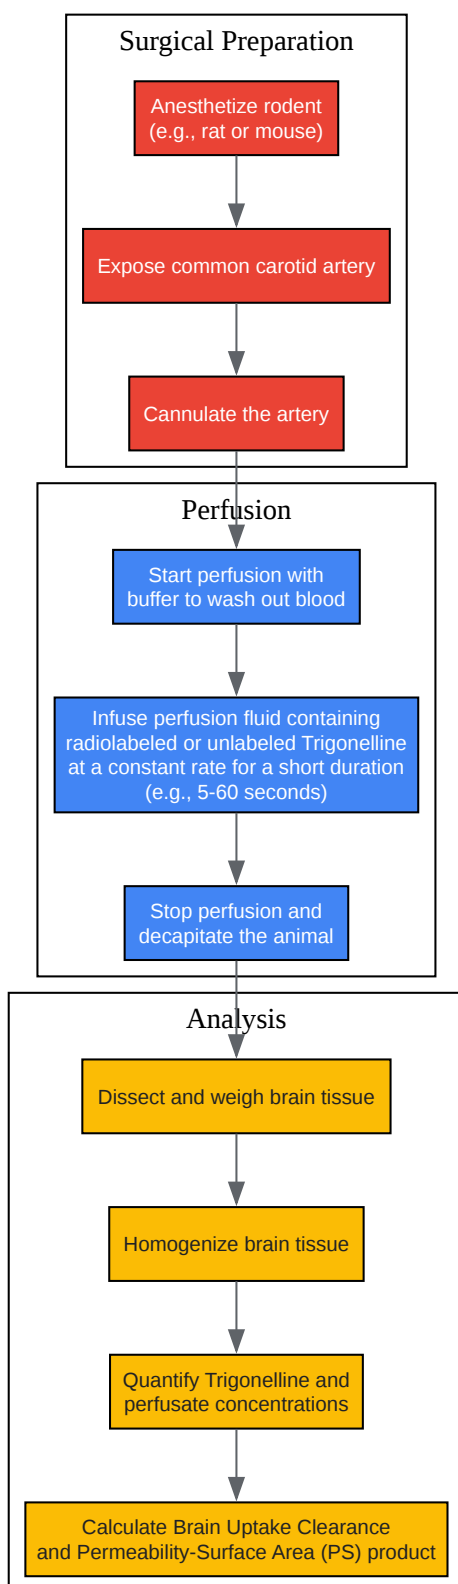 Surgical Preparation
Anesthetize rodent
(e.g., rat or mouse)
Expose common carotid artery
Cannulate the artery
Perfusion
Start perfusion with
buffer to wash out blood
Infuse perfusion fluid containing
radiolabeled or unlabeled Trigonelline
at a constant rate for a short duration
(e.g., 5-60 seconds)
Stop perfusion and
decapitate the animal
Analysis
Dissect and weigh brain tissue
Homogenize brain tissue
Quantify Trigonelline and
perfusate concentrations
Calculate Brain Uptake Clearance
and Permeability-Surface Area (PS) product